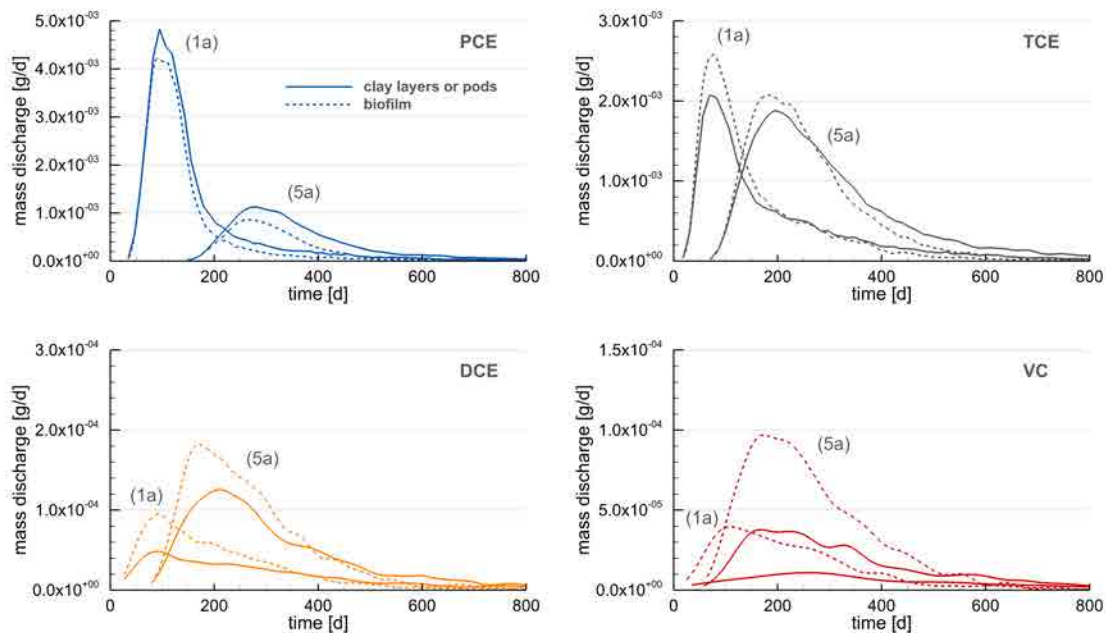 PCE
5.0x10⁻⁰³
4.0x10⁻⁰³
3.0x10⁻⁰³
2.0x10⁻⁰³
1.0x10⁻⁰³
0.0x10⁺⁰⁰
mass discharge [g/d]
(1a)
clay layers or pods
biofilm
(5a)
0 200 400 600 800
time [d]
TCE
3.0x10⁻⁰³
2.0x10⁻⁰³
1.0x10⁻⁰³
0.0x10⁺⁰⁰
mass discharge [g/d]
(1a)
(5a)
0 200 400 600 800
time [d]
DCE
3.0x10⁻⁰⁴
2.0x10⁻⁰⁴
1.0x10⁻⁰⁴
0.0x10⁺⁰⁰
mass discharge [g/d]
(5a)
(1a)
0 200 400 600 800
time [d]
VC
1.5x10⁻⁰⁴
1.0x10⁻⁰⁴
5.0x10⁻⁰⁵
0.0x10⁺⁰⁰
mass discharge [g/d]
(5a)
(1a)
0 200 400 600 800
time [d]